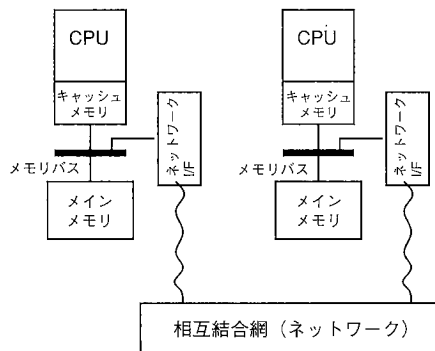 CPU
キャッシュ
メモリ
メモリバス
メイン
メモリ
ネットワーク
I/F
CPU
キャッシュ
メモリ
メモリバス
メイン
メモリ
ネットワーク
I/F
相互結合網（ネットワーク）